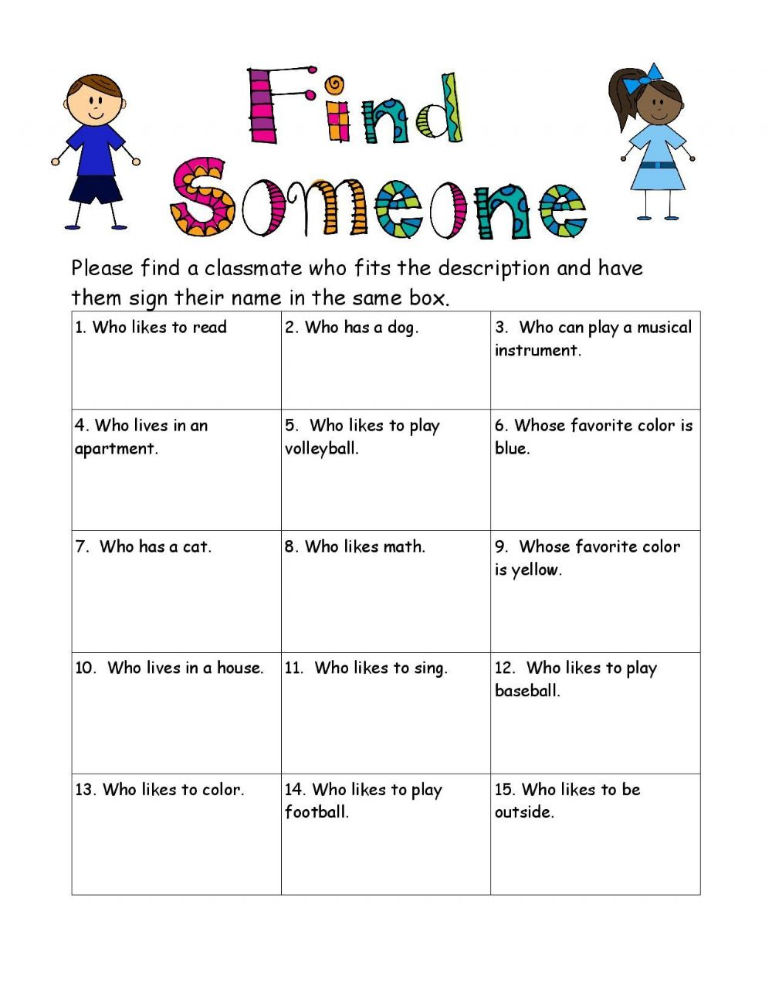 Find
Someone
Please find a classmate who fits the description and have
them sign their name in the same box.
1. Who likes to read
2. Who has a dog.
3.  Who can play a musical
instrument.
4. Who lives in an
apartment.
5.  Who likes to play
volleyball.
6. Whose favorite color is
blue.
7.  Who has a cat.
8. Who likes math.
9.  Whose favorite color
is yellow.
10.  Who lives in a house.
11.  Who likes to sing.
12.  Who likes to play
baseball.
13. Who likes to color.
14. Who likes to play
football.
15. Who likes to be
outside.